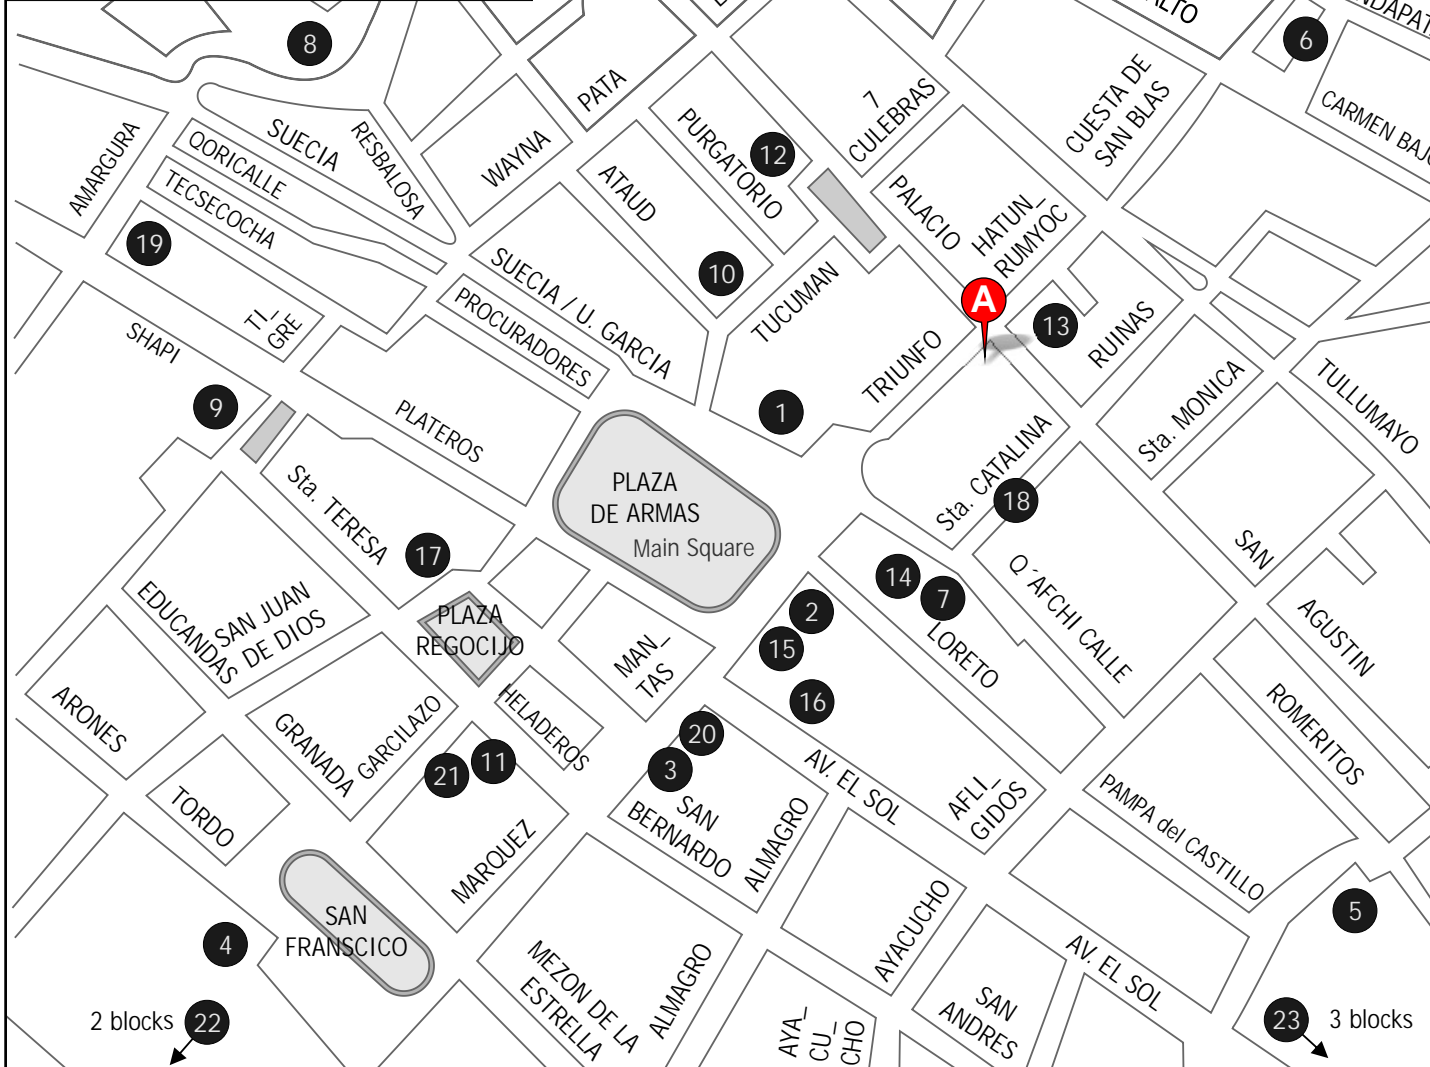 8
ALTO
6
CARMEN BAJO
PATA
7
CULEBRAS
CUESTA DE
SAN BLAS
AMARGURA
QORICALLE
SUECIA
RESBALOSA
WAYNA
PURGATORIO
12
TECSECOCHA
ATAUD
PALACIO
HATUN_
RUMYOC
19
10
SUECIA / U. GARCIA
TUCUMAN
A
13
RUINAS
TI_
GRE
PROCURADORES
SHAPI
TRIUNFO
9
PLATEROS
1
Sta. MONICA
TULLUMAYO
Sta. TERESA
PLAZA
DE ARMAS
Main Square
Sta. CATALINA
18
17
SAN
AGUSTIN
14
7
Q´AFCHI CALLE
EDUCANDAS
SAN JUAN
DE DIOS
PLAZA
REGOCIJO
2
15
LORETO
MAN_
TAS
16
ARONES
GRANADA
GARCILAZO
HELADEROS
20
ROMERITOS
21
11
3
AV. EL SOL
AFLI_
GIDOS
TORDO
SAN
BERNARDO
ALMAGRO
PAMPA del CASTILLO
MARQUEZ
SAN
FRANSCICO
AYACUCHO
5
4
MEZON DE LA
ESTRELLA
ALMAGRO
AV. EL SOL
SAN
ANDRES
AYA_
CU_
CHO
2 blocks 22
23 3 blocks